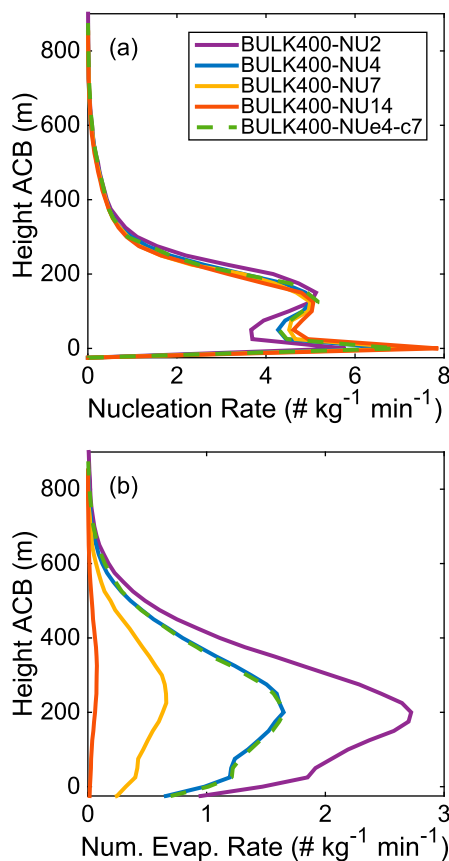 (a)
BULK400-NU2
BULK400-NU4
BULK400-NU7
BULK400-NU14
BULK400-NUe4-c7
Height ACB (m)
800
600
400
200
0
0 2 4 6 8
Nucleation Rate (# kg⁻¹ min⁻¹)
(b)
Height ACB (m)
800
600
400
200
0
0 1 2 3
Num. Evap. Rate (# kg⁻¹ min⁻¹)